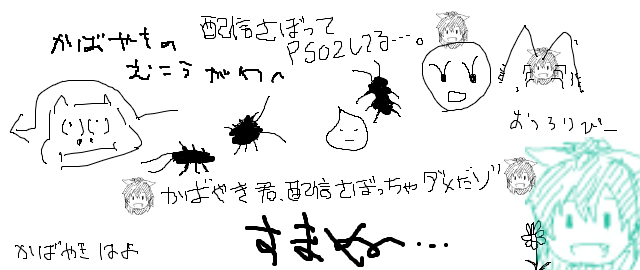 配信さぼって
PSO2してる…。
かばやきの
むこうがわへ
おっろりびー
かばやき君、配信さぼっちゃダメだゾ
すまぬ…
かばやきはよ